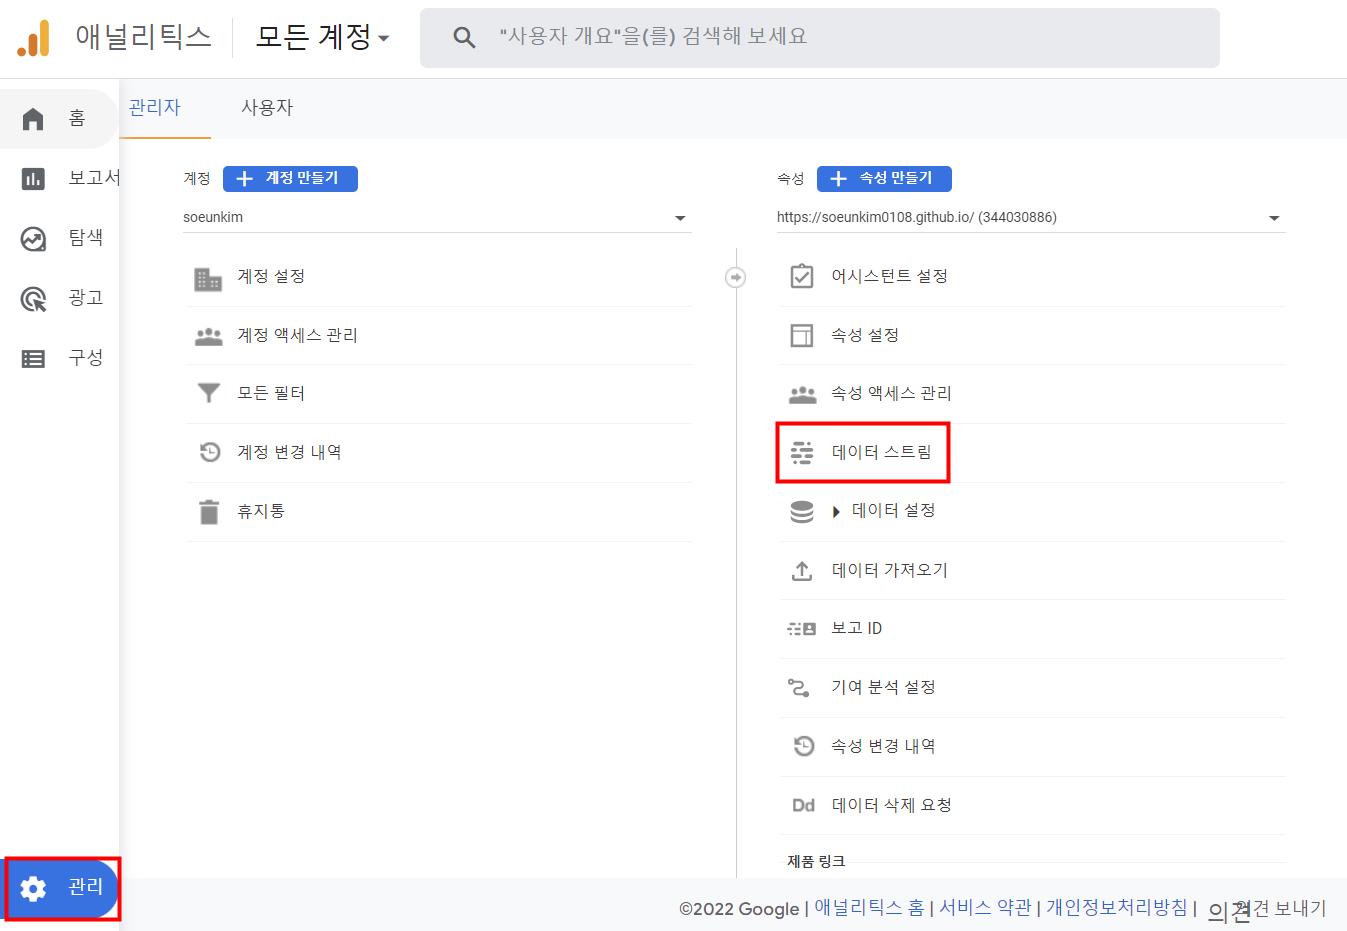 애널리틱스
모든 계정
"사용자 개요"을(를) 검색해 보세요
홈
보고서
탐색
광고
구성
관리
관리자
사용자
계정
계정 만들기
soeunkim
계정 설정
계정 액세스 관리
모든 필터
계정 변경 내역
휴지통
속성
속성 만들기
https://soeunkim0108.github.io/ (344030886)
어시스턴트 설정
속성 설정
속성 액세스 관리
데이터 스트림
데이터 설정
데이터 가져오기
보고 ID
기여 분석 설정
속성 변경 내역
Dd 데이터 삭제 요청
제품 링크
©2022 Google | 애널리틱스 홈 | 서비스 약관 | 개인정보처리방침 | 의견 의견 보내기